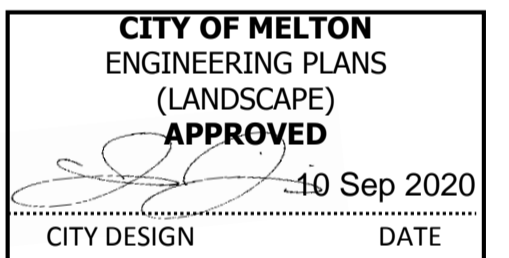 CITY OF MELTON
ENGINEERING PLANS
(LANDSCAPE)
APPROVED
10 Sep 2020
CITY DESIGN DATE